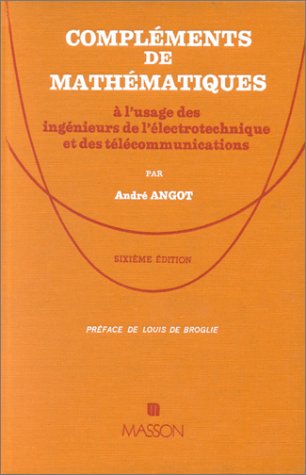 COMPLÉMENTS
DE
MATHÉMATIQUES
à l'usage des
ingénieurs de l'électrotechnique
et des télécommunications
PAR
André ANGOT
SIXIÈME ÉDITION
PRÉFACE DE LOUIS DE BROGLIE
MASSON